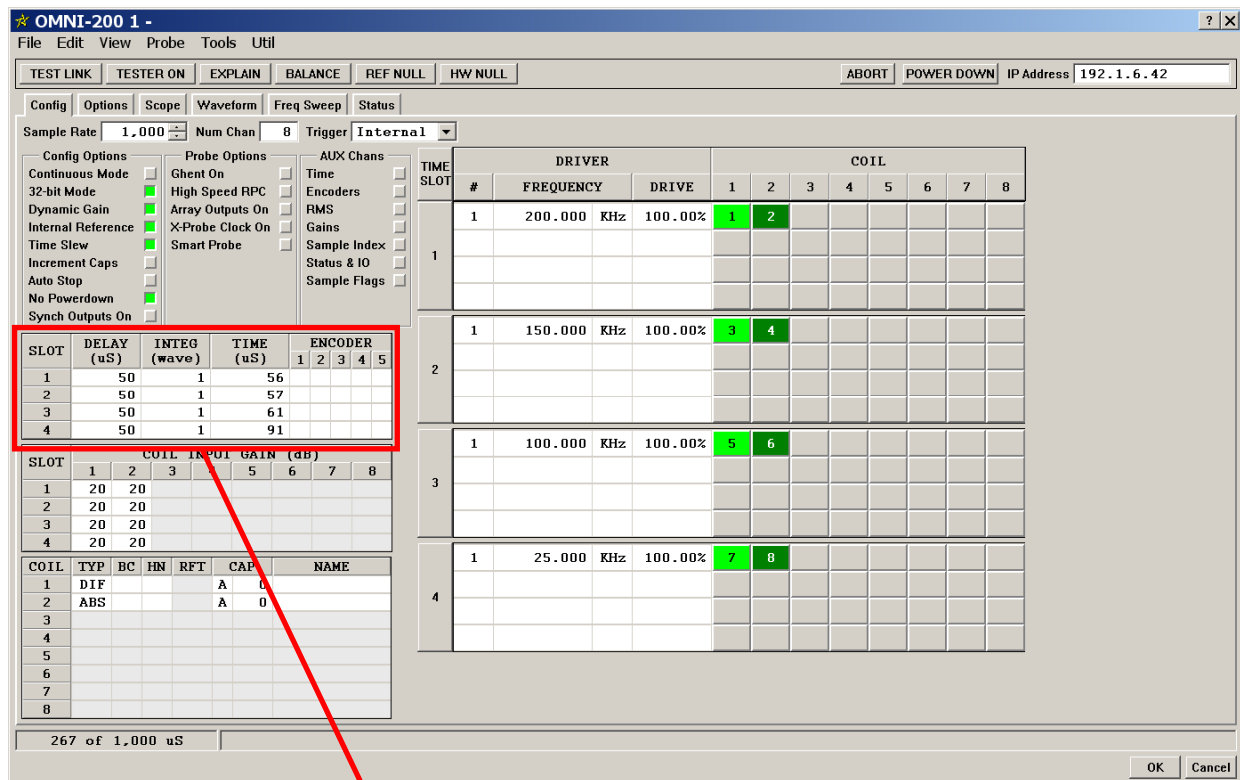 OMNI-200 1 -
File Edit View Probe Tools Util
TEST LINK TESTER ON EXPLAIN BALANCE REF NULL HW NULL ABORT POWER DOWN IP Address 192.1.6.42
Config Options Scope Waveform Freq Sweep Status
Sample Rate 1,000 Num Chan 8 Trigger Internal
Config Options
Continuous Mode
32-bit Mode
Dynamic Gain
Internal Reference
Time Slew
Increment Caps
Auto Stop
No Powerdown
Synch Outputs On
Probe Options
Ghent On
High Speed RPC
Array Outputs On
X-Probe Clock On
Smart Probe
AUX Chans
Time
Encoders
RMS
Gains
Sample Index
Status & IO
Sample Flags
SLOT DELAY (uS) INTEG (wave) TIME (uS) ENCODER
1 2 3 4 5
1 50 1 56
2 50 1 57
3 50 1 61
4 50 1 91
SLOT COIL INPUT GAIN (dB)
1 2 3 5 6 7 8
1 20 20
2 20 20
3 20 20
4 20 20
COIL TYP BC HN RFT CAP NAME
1 DIF A 0
2 ABS A 0
3
4
5
6
7
8
TIME SLOT DRIVER COIL
# FREQUENCY DRIVE 1 2 3 4 5 6 7 8
1 1 200.000 KHz 100.00% 1 2
2 1 150.000 KHz 100.00% 3 4
3 1 100.000 KHz 100.00% 5 6
4 1 25.000 KHz 100.00% 7 8
267 of 1,000 uS
OK Cancel